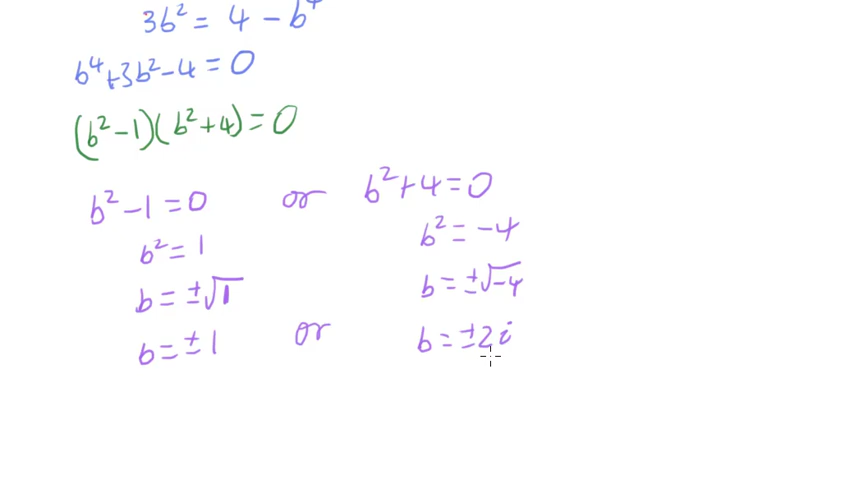 3b² = 4 - b⁴
b⁴+3b²-4=0
(b²-1)(b²+4)=0
b²-1=0 or b²+4=0
b²=1 b²=-4
b=±√1 b=±√-4
b=±1 or b=±2i